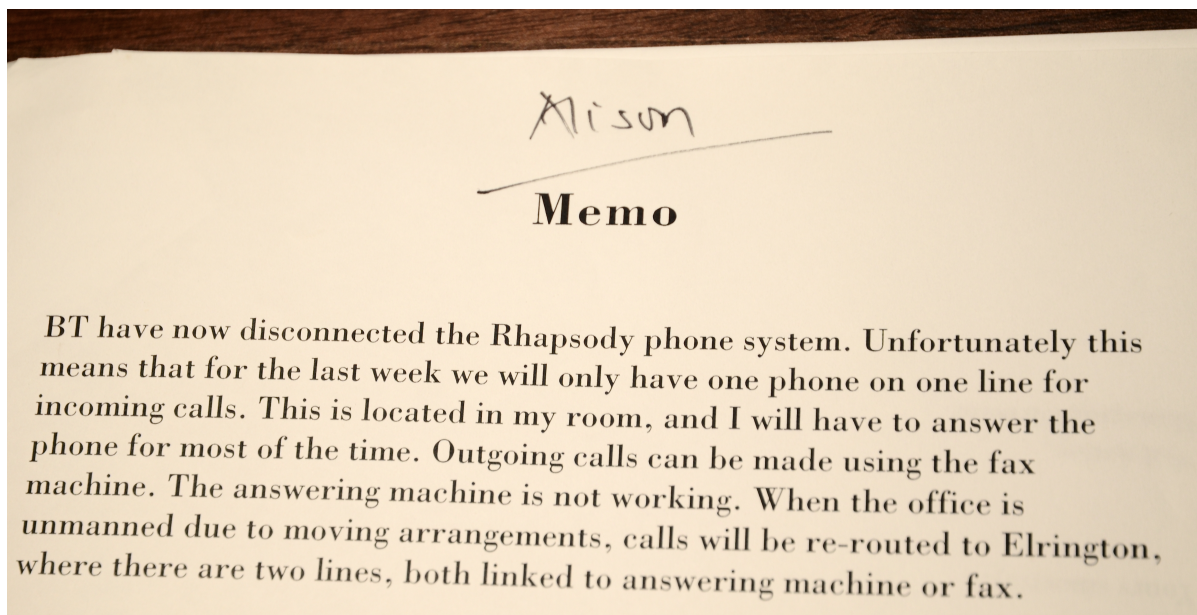 Alison
Memo
BT have now disconnected the Rhapsody phone system. Unfortunately this
means that for the last week we will only have one phone on one line for
incoming calls. This is located in my room, and I will have to answer the
phone for most of the time. Outgoing calls can be made using the fax
machine. The answering machine is not working. When the office is
unmanned due to moving arrangements, calls will be re-routed to Elrington,
where there are two lines, both linked to answering machine or fax.